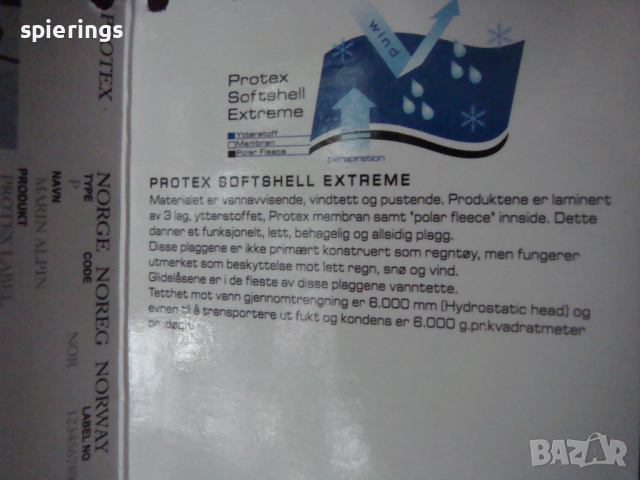 spierings
wind
Protex
Softshell
Extreme
Ytterstoff
Membran
Polar Fleece
perspiration
PROTEX SOFTSHELL EXTREME
Materialet er vannavvisende, vindtett og pustende. Produktene er laminert
av 3 lag, ytterstoffet, Protex membran samt "polar fleece" innside. Dette
danner et funksjonelt, lett, behagelig og allsidig plagg.
Disse plaggene er ikke primært konstruert som regntøy, men fungerer
utmerket som beskyttelse mot lett regn, snø og vind.
Glidelåsene er i de fleste av disse plaggene vanntette.
Tetthet mot vann gjennomtrengning er 6.000 mm (Hydrostatic head) og
evnen til å transportere ut fukt og kondens er 6.000 g.pr.kvadratmeter
pr. døgn
PROTEX
NORGE NOREG NORWAY
TYPE CODE LABEL NO
P NOR 123456789
NAVN
MARIN ALPIN
PRODUKT
PROTEX LABEL
BAZAR.bg